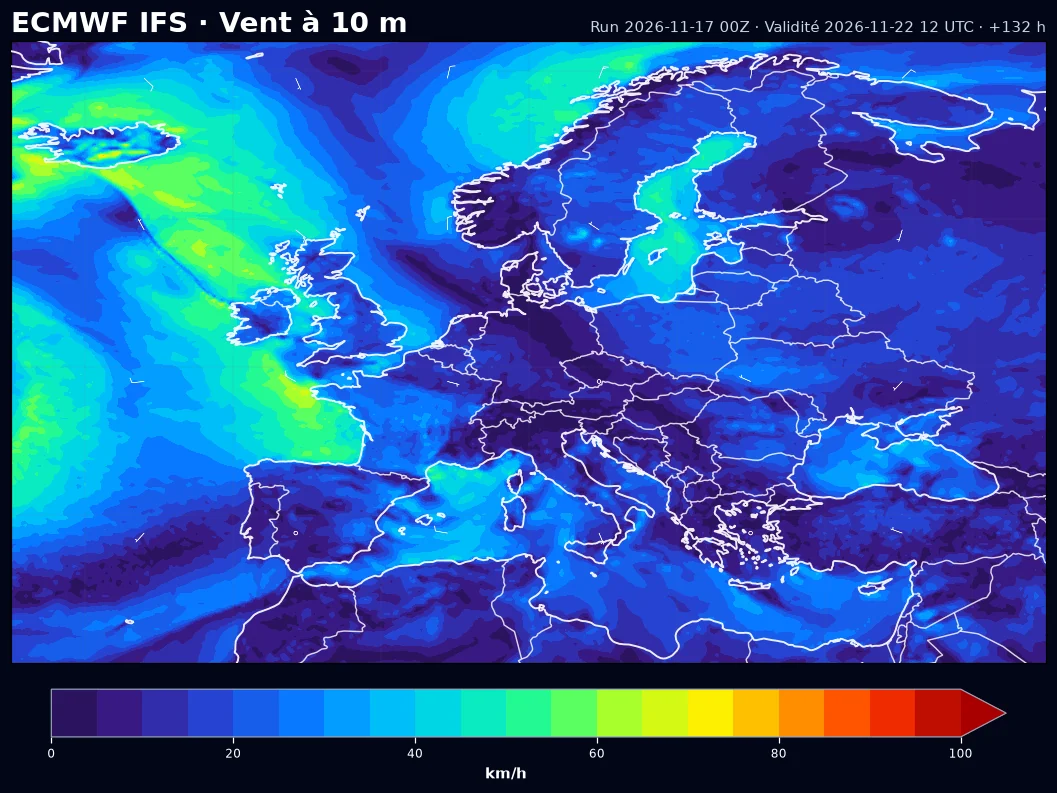 ECMWF IFS · Vent à 10 m
Run 2026-11-17 00Z · Validité 2026-11-22 12 UTC · +132 h
0 20 40 60 80 100
km/h